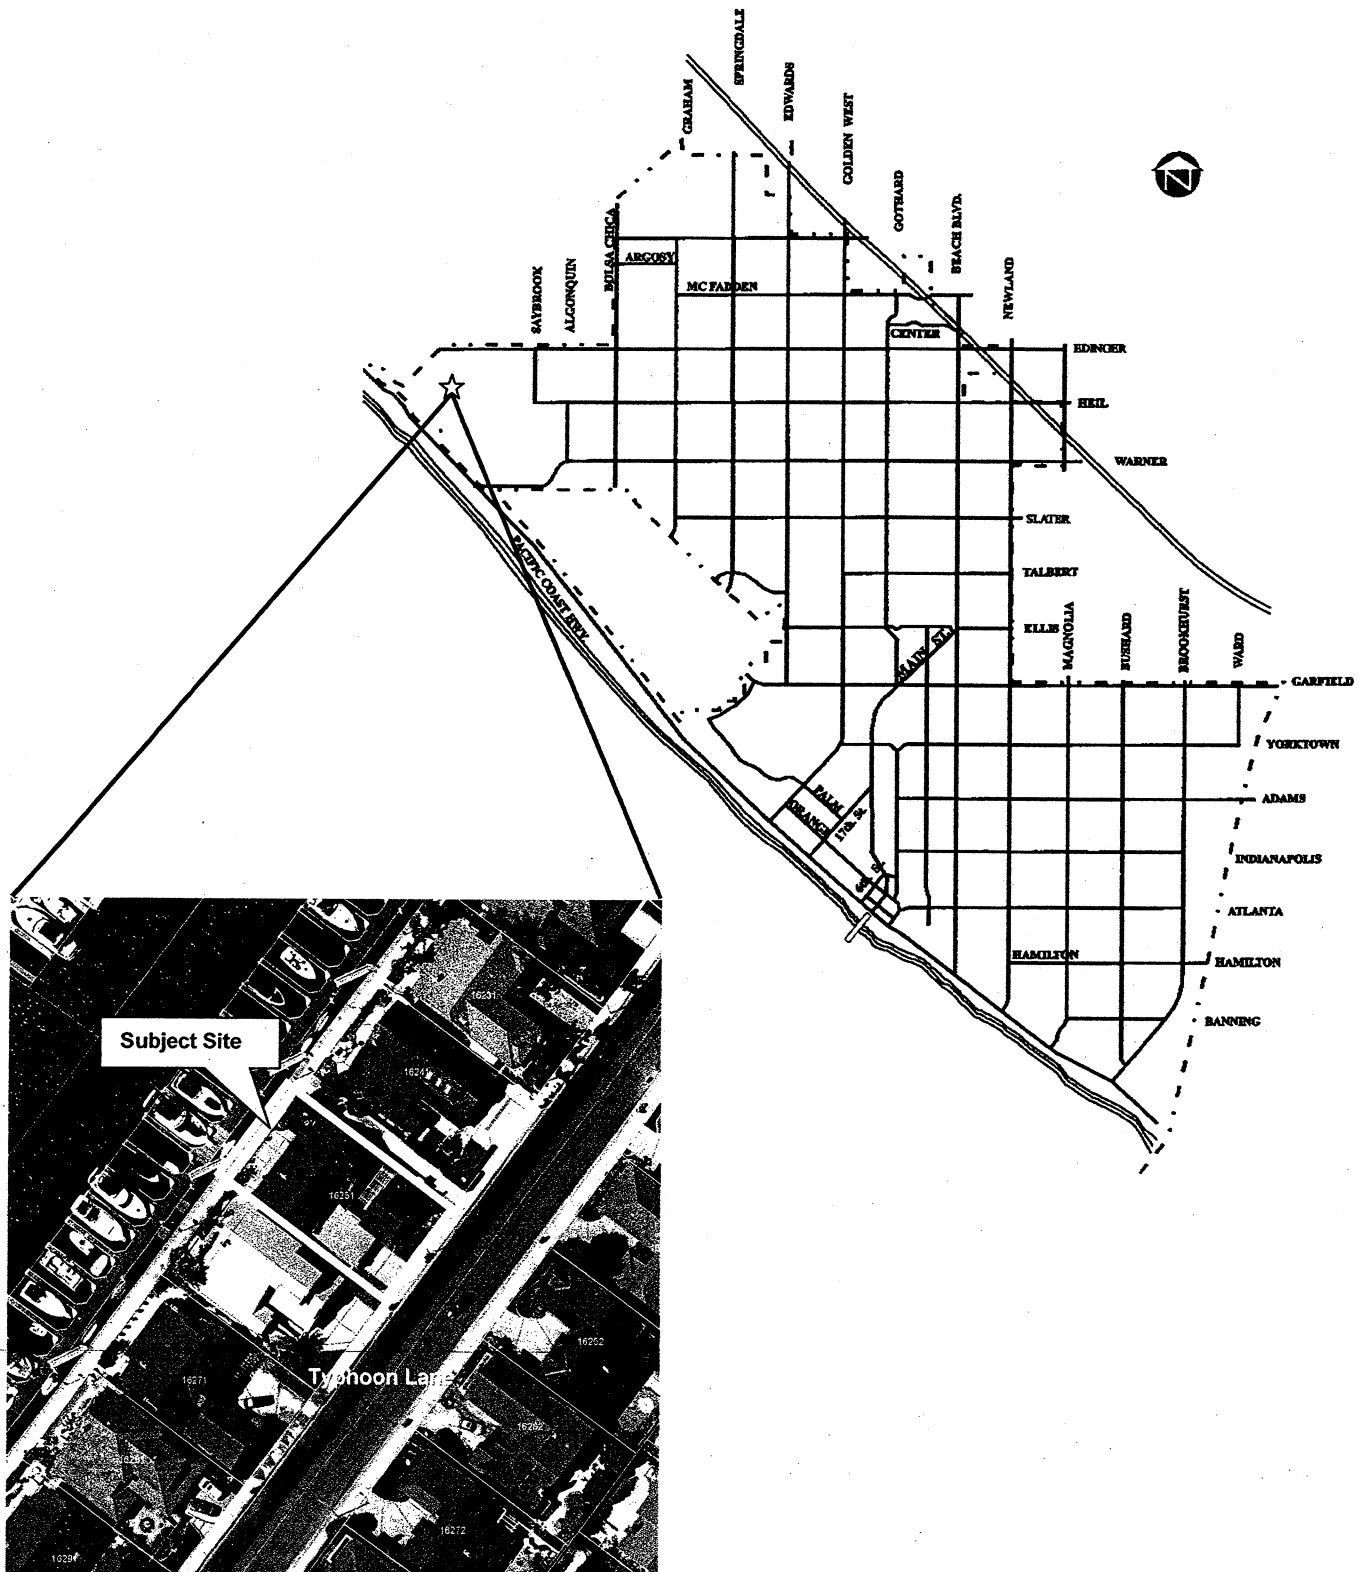 SPRINGDALE
EDWARDS
GRAHAM
GOLDEN WEST
GOTHARD
BEACH BLVD.
NEWLAND
BOLSA CHICA
SAYBROOK
ALGONQUIN
N
ARGOSY
MC FADDEN
CENTER
EDINGER
HEIL
WARNER
SLATER
TALBERT
ELLIS
MAGNOLIA
BUSHARD
BROOKHURST
WARD
PACIFIC COAST HWY.
MAIN ST.
GARFIELD
YORKTOWN
PALM
ORANGE
17th St.
ADAMS
INDIANAPOLIS
ATLANTA
HAMILTON
HAMILTON
BANNING
16231
Subject Site
16241
16251
16252
16271
Typhoon Lane
16262
16281
16272